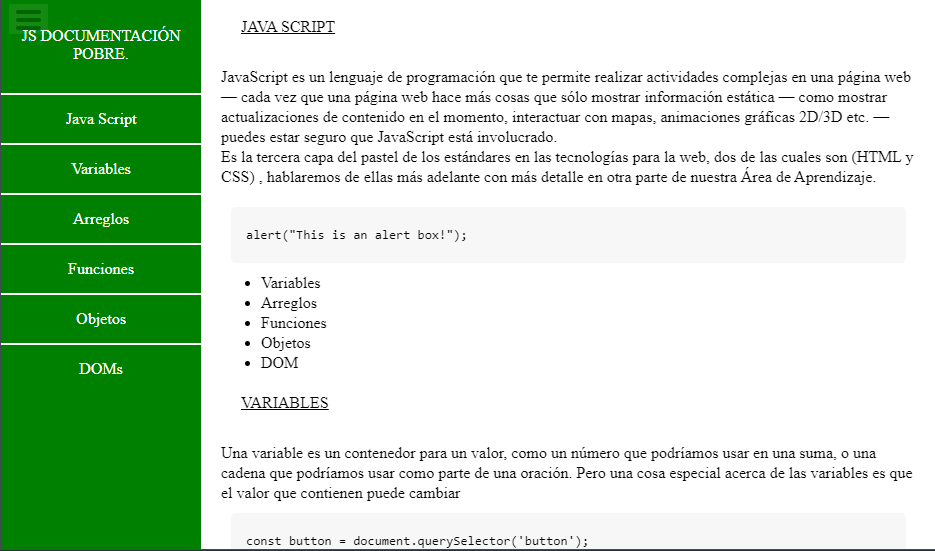 JS DOCUMENTACIÓN
POBRE.
Java Script
Variables
Arreglos
Funciones
Objetos
DOMs
JAVA SCRIPT
JavaScript es un lenguaje de programación que te permite realizar actividades complejas en una página web
— cada vez que una página web hace más cosas que sólo mostrar información estática — como mostrar
actualizaciones de contenido en el momento, interactuar con mapas, animaciones gráficas 2D/3D etc. —
puedes estar seguro que JavaScript está involucrado.
Es la tercera capa del pastel de los estándares en las tecnologías para la web, dos de las cuales son (HTML y
CSS) , hablaremos de ellas más adelante con más detalle en otra parte de nuestra Área de Aprendizaje.
alert("This is an alert box!");
• Variables
• Arreglos
• Funciones
• Objetos
• DOM
VARIABLES
Una variable es un contenedor para un valor, como un número que podríamos usar en una suma, o una
cadena que podríamos usar como parte de una oración. Pero una cosa especial acerca de las variables es que
el valor que contienen puede cambiar
const button = document.querySelector('button');